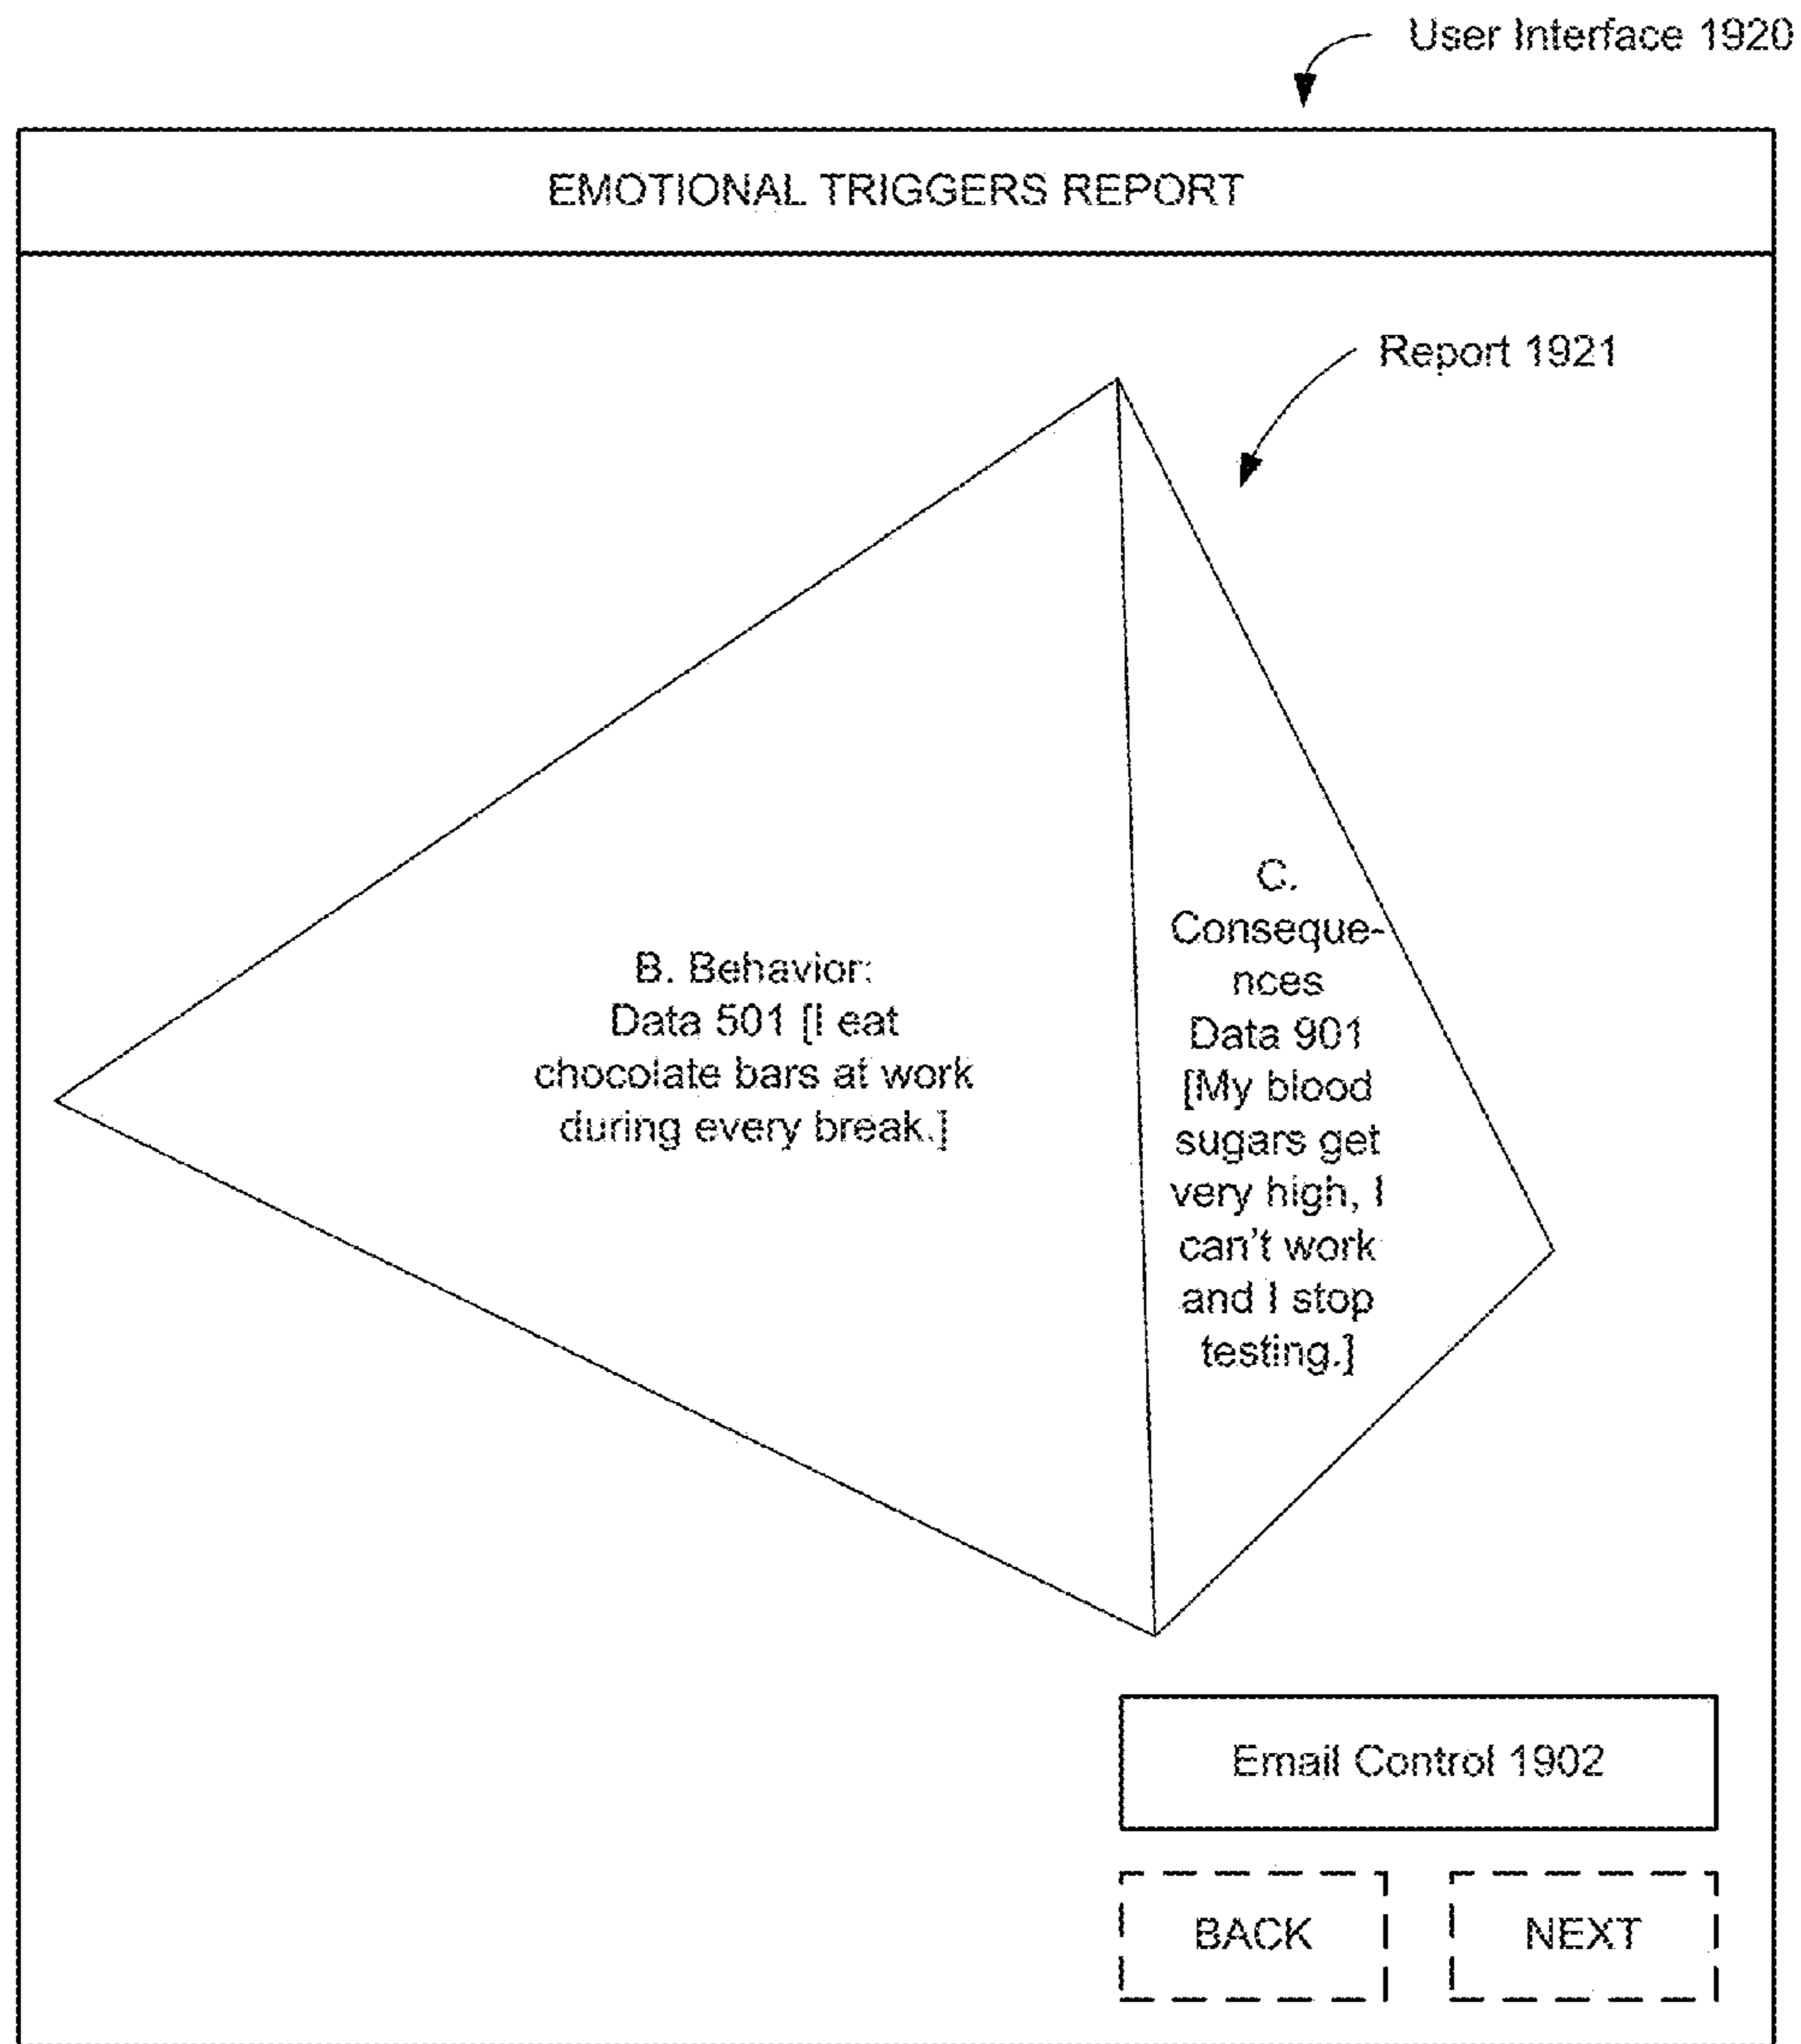 User Interface 1920
EMOTIONAL TRIGGERS REPORT
Report 1921
B. Behavior:
Data 501 [I eat
chocolate bars at work
during every break.]
C.
Conseque-
nces
Data 901
[My blood
sugars get
very high, I
can't work
and I stop
testing.]
Email Control 1902
BACK
NEXT